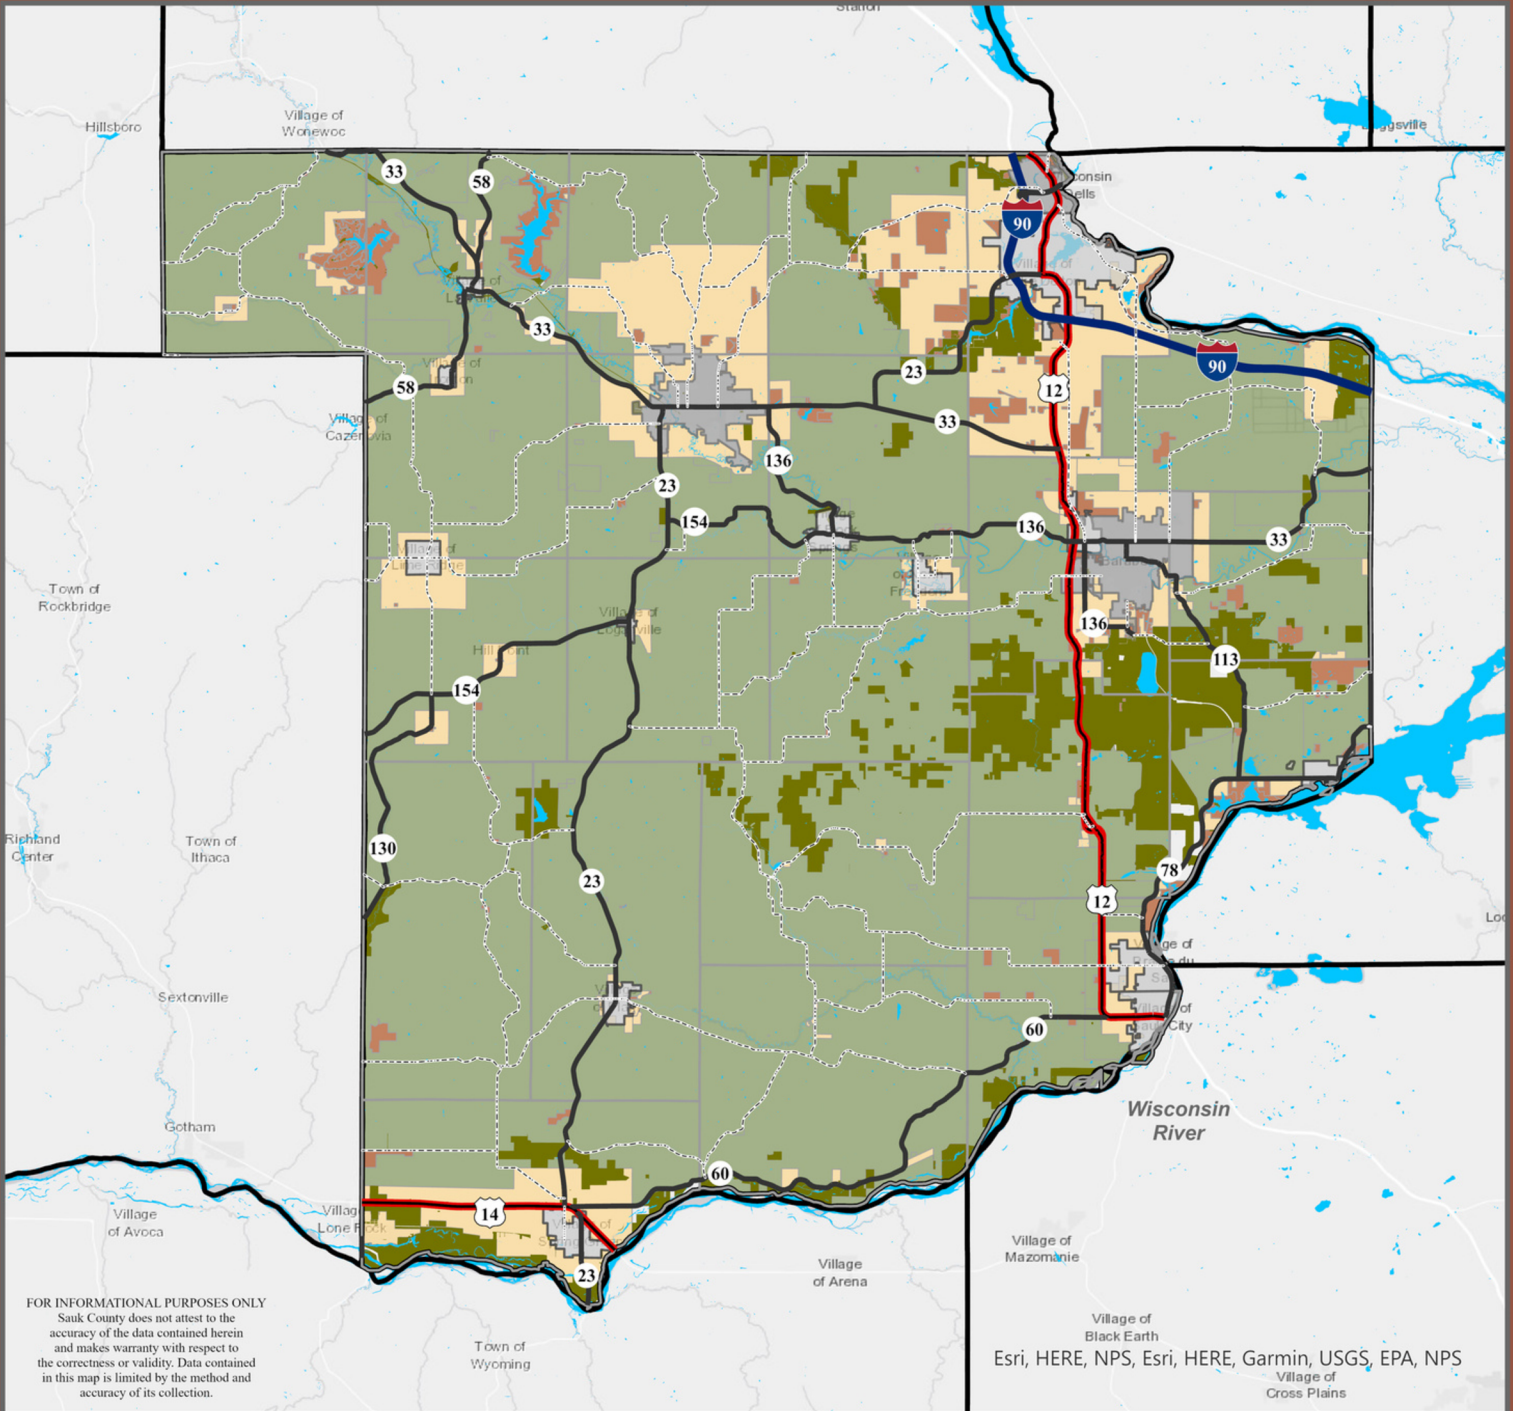 Station
Village of
Wonewoc
Hillsboro
33
58
90
33
58
23
12
90
33
Village of
136
23
154
136
33
Town of
Rockbridge
Village of
Lime Ridge
Village of
136
113
Hill Point
154
130
Richland
Center
Town of
Ithaca
23
78
12
Sextonville
60
Wisconsin
River
Gotham
60
14
Village
of Avoca
23
Village
of Arena
Village of
Mazomanie
Village of
Black Earth
Town of
Wyoming
FOR INFORMATIONAL PURPOSES ONLY
Sauk County does not attest to the
accuracy of the data contained herein
and makes warranty with respect to
the correctness or validity. Data contained
in this map is limited by the method and
accuracy of its collection.
Esri, HERE, NPS, Esri, HERE, Garmin, USGS, EPA, NPS
Village of
Cross Plains